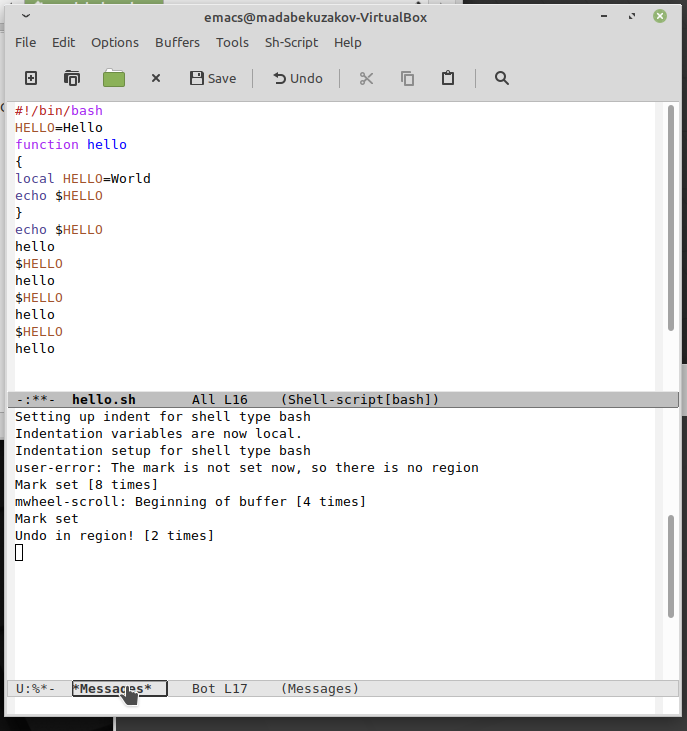 emacs@madabekuzakov-VirtualBox
File Edit Options Buffers Tools Sh-Script Help
Save Undo
#!/bin/bash
HELLO=Hello
function hello
{
local HELLO=World
echo $HELLO
}
echo $HELLO
hello
$HELLO
hello
$HELLO
hello
$HELLO
hello
-:**- hello.sh All L16 (Shell-script[bash])
Setting up indent for shell type bash
Indentation variables are now local.
Indentation setup for shell type bash
user-error: The mark is not set now, so there is no region
Mark set [8 times]
mwheel-scroll: Beginning of buffer [4 times]
Mark set
Undo in region! [2 times]
U:%*- *Messages* Bot L17 (Messages)